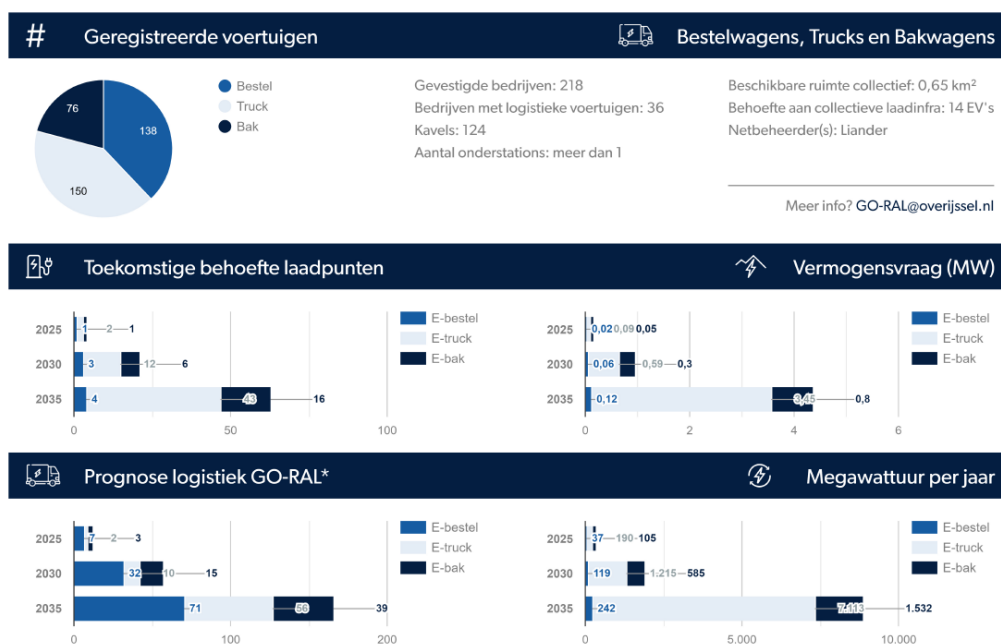 # Geregistreerde voertuigen
Bestelwagens, Trucks en Bakwagens
76
138
150
Bestel
Truck
Bak
Gevestigde bedrijven: 218
Bedrijven met logistieke voertuigen: 36
Kavels: 124
Aantal onderstations: meer dan 1
Beschikbare ruimte collectief: 0,65 km²
Behoefte aan collectieve laadinfra: 14 EV's
Netbeheerder(s): Liander
Meer info? GO-RAL@overijssel.nl
Toekomstige behoefte laadpunten
2025 1 2 1
2030 3 12 6
2035 4 43 16
0 50 100
E-bestel
E-truck
E-bak
Vermogensvraag (MW)
2025 0,02 0,09 0,05
2030 0,06 0,59 0,3
2035 0,12 3,45 0,8
0 2 4 6
E-bestel
E-truck
E-bak
Prognose logistiek GO-RAL*
2025 7 2 3
2030 32 10 15
2035 71 56 39
0 100 200
E-bestel
E-truck
E-bak
Megawattuur per jaar
2025 37 190 105
2030 119 1.215 585
2035 242 7.113 1.532
0 5.000 10.000
E-bestel
E-truck
E-bak